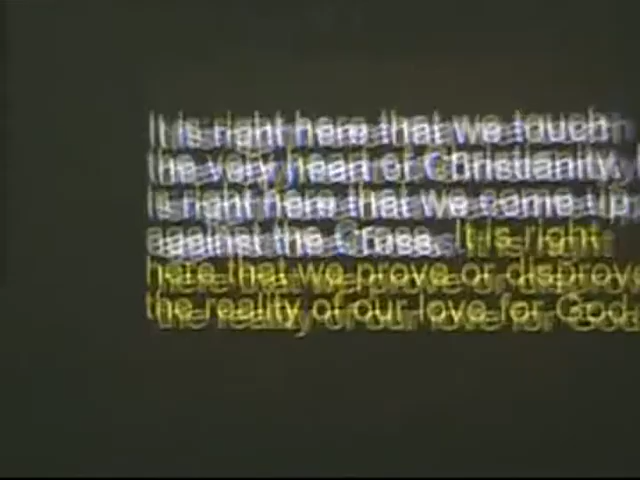 It is right here that we touch
the very heart of Christianity. I
is right here that we come up
against the Cross. It is right
here that we prove or disprove
the reality of our love for God